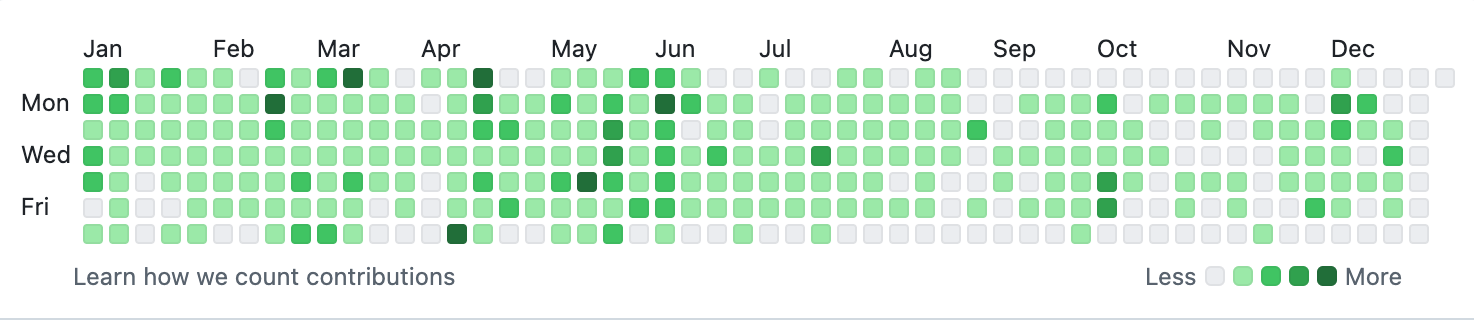 Jan Feb Mar Apr May Jun Jul Aug Sep Oct Nov Dec
Mon
Wed
Fri
Learn how we count contributions Less More